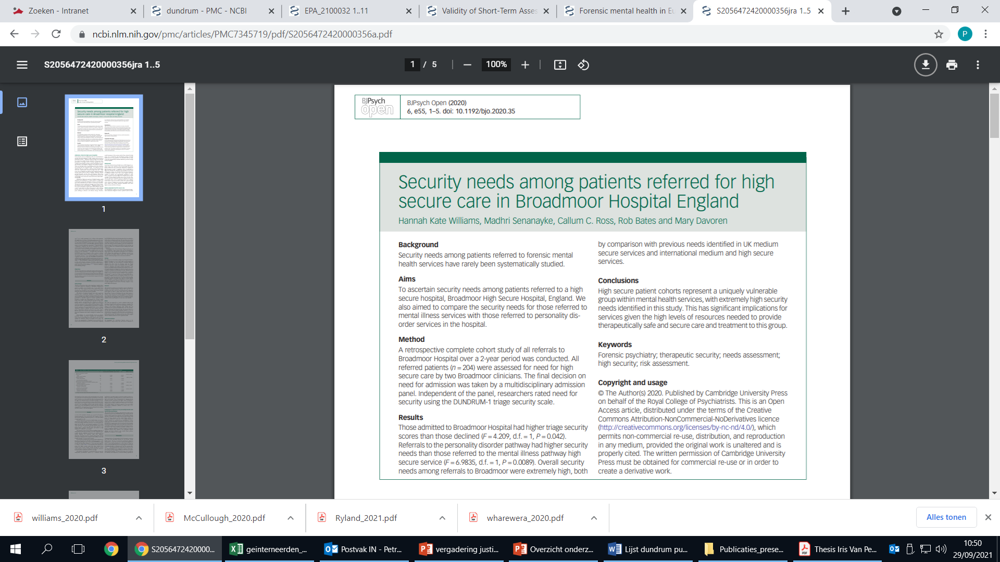 Zoeken - Intranet
dundrum - PMC - NCBI
EPA_2100032 1..11
Validity of Short-Term Asses
Forensic mental health in Eu
S2056472420000356jra 1..5
ncbi.nlm.nih.gov/pmc/articles/PMC7345719/pdf/S2056472420000356a.pdf
P
S2056472420000356jra 1..5
1 / 5
100%
1
2
3
BJPsych
open
BJPsych Open (2020)
6, e55, 1–5. doi: 10.1192/bjo.2020.35
Security needs among patients referred for high
secure care in Broadmoor Hospital England
Hannah Kate Williams, Madhri Senanayke, Callum C. Ross, Rob Bates and Mary Davoren
Background
Security needs among patients referred to forensic mental
health services have rarely been systematically studied.
Aims
To ascertain security needs among patients referred to a high
secure hospital, Broadmoor High Secure Hospital, England. We
also aimed to compare the security needs for those referred to
mental illness services with those referred to personality dis-
order services in the hospital.
Method
A retrospective complete cohort study of all referrals to
Broadmoor Hospital over a 2-year period was conducted. All
referred patients (n = 204) were assessed for need for high
secure care by two Broadmoor clinicians. The final decision on
need for admission was taken by a multidisciplinary admission
panel. Independent of the panel, researchers rated need for
security using the DUNDRUM-1 triage security scale.
Results
Those admitted to Broadmoor Hospital had higher triage security
scores than those declined (F = 4.209, d.f. = 1, P = 0.042).
Referrals to the personality disorder pathway had higher security
needs than those referred to the mental illness pathway high
secure service (F = 6.9835, d.f. = 1, P = 0.0089). Overall security
needs among referrals to Broadmoor were extremely high, both
by comparison with previous needs identified in UK medium
secure services and international medium and high secure
services.
Conclusions
High secure patient cohorts represent a uniquely vulnerable
group within mental health services, with extremely high security
needs identified in this study. This has significant implications for
services given the high levels of resources needed to provide
therapeutically safe and secure care and treatment to this group.
Keywords
Forensic psychiatry; therapeutic security; needs assessment;
high security; risk assessment.
Copyright and usage
© The Author(s) 2020. Published by Cambridge University Press
on behalf of the Royal College of Psychiatrists. This is an Open
Access article, distributed under the terms of the Creative
Commons Attribution-NonCommercial-NoDerivatives licence
(http://creativecommons.org/licenses/by-nc-nd/4.0/), which
permits non-commercial re-use, distribution, and reproduction
in any medium, provided the original work is unaltered and is
properly cited. The written permission of Cambridge University
Press must be obtained for commercial re-use or in order to
create a derivative work.
williams_2020.pdf
McCullough_2020.pdf
Ryland_2021.pdf
wharewera_2020.pdf
Alles tonen
S2056472420000...
geinterneerden_...
Postvak IN - Petr...
vergadering justi...
Overzicht onderz...
Lijst dundrum pu...
Publicaties_prese...
Thesis Iris Van Pe...
10:50
29/09/2021